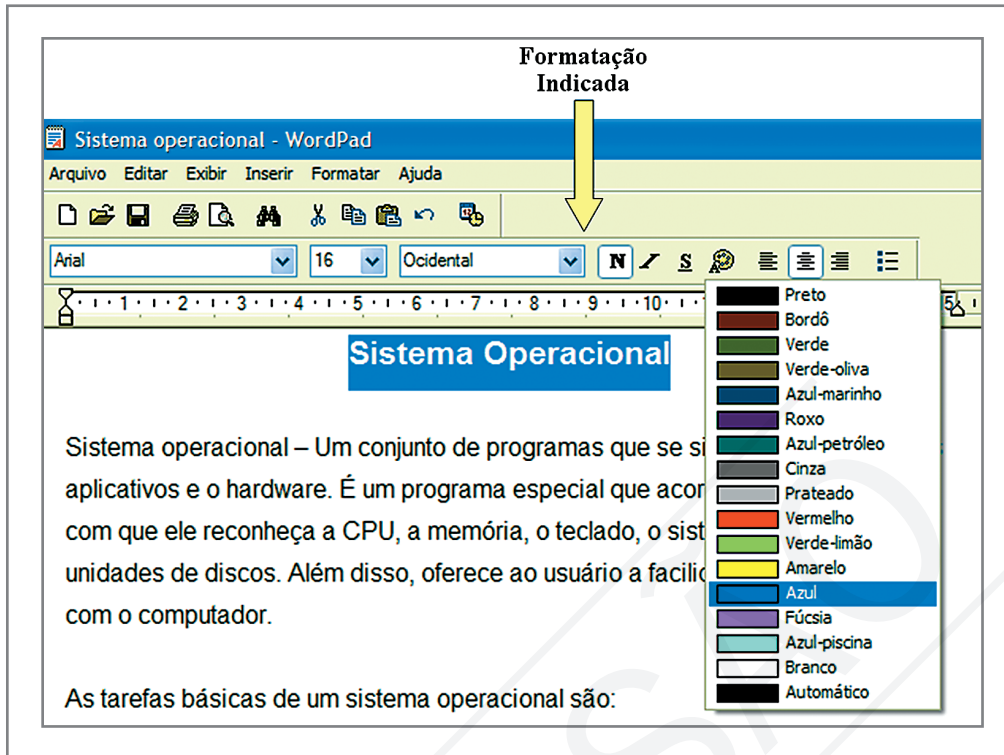 Formatação
Indicada
Sistema operacional - WordPad
Arquivo Editar Exibir Inserir Formatar Ajuda
Arial 16 Ocidental N I S
1 2 3 4 5 6 7 8 9 10 5
Preto
Bordô
Verde
Verde-oliva
Azul-marinho
Roxo
Azul-petróleo
Cinza
Prateado
Vermelho
Verde-limão
Amarelo
Azul
Fúcsia
Azul-piscina
Branco
Automático
Sistema Operacional
Sistema operacional – Um conjunto de programas que se si
aplicativos e o hardware. É um programa especial que acor
com que ele reconheça a CPU, a memória, o teclado, o sist
unidades de discos. Além disso, oferece ao usuário a facili
com o computador.
As tarefas básicas de um sistema operacional são: